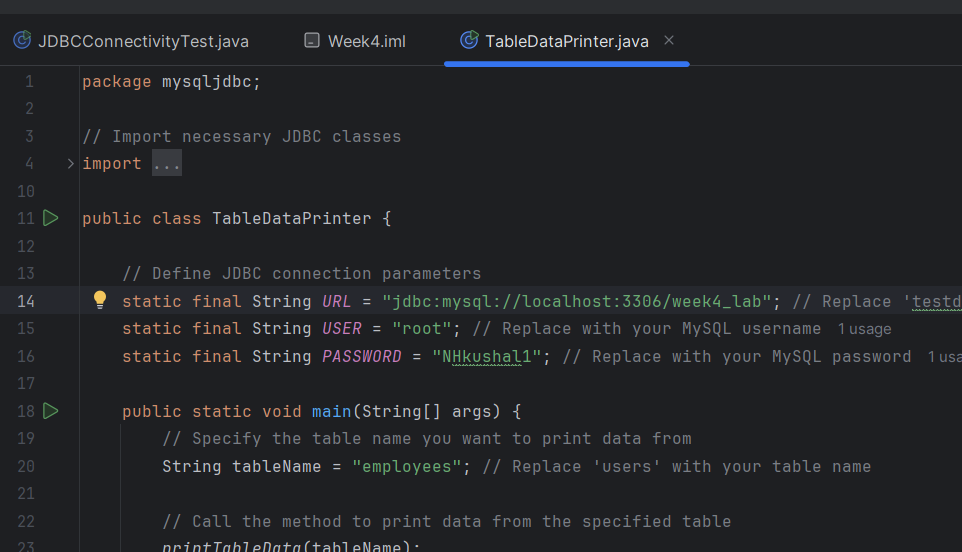 JDBCConnectivityTest.java Week4.iml TableDataPrinter.java
1 package mysqljdbc;
2
3 // Import necessary JDBC classes
4 import ...
10
11 public class TableDataPrinter {
12
13 // Define JDBC connection parameters
14 static final String URL = "jdbc:mysql://localhost:3306/week4_lab"; // Replace 'testd
15 static final String USER = "root"; // Replace with your MySQL username 1 usage
16 static final String PASSWORD = "NHkushal1"; // Replace with your MySQL password 1 usa
17
18 public static void main(String[] args) {
19 // Specify the table name you want to print data from
20 String tableName = "employees"; // Replace 'users' with your table name
21
22 // Call the method to print data from the specified table
23 printTableData(tableName);